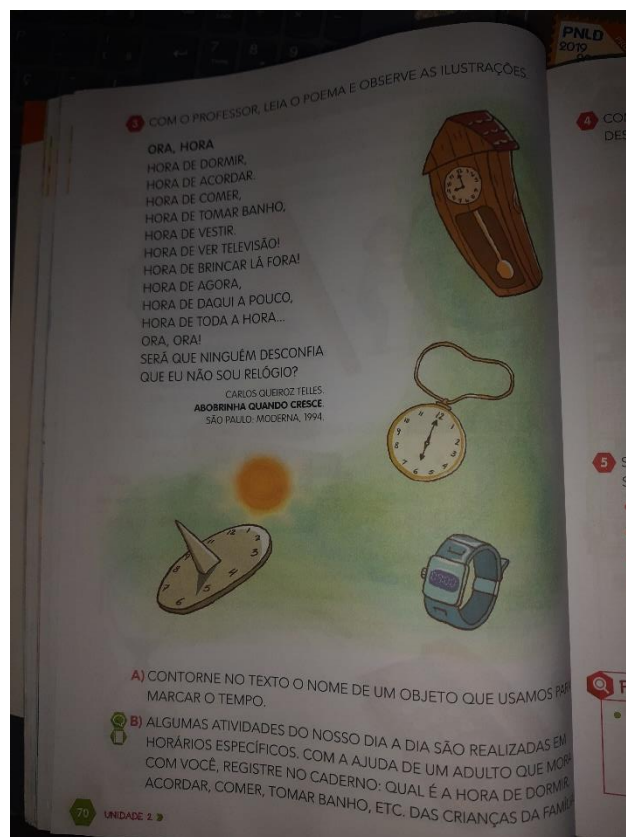 PNLD
2019
3 COM O PROFESSOR, LEIA O POEMA E OBSERVE AS ILUSTRAÇÕES.
ORA, HORA
HORA DE DORMIR,
HORA DE ACORDAR.
HORA DE COMER,
HORA DE TOMAR BANHO,
HORA DE VESTIR.
HORA DE VER TELEVISÃO!
HORA DE BRINCAR LÁ FORA!
HORA DE AGORA,
HORA DE DAQUI A POUCO,
HORA DE TODA A HORA...
ORA, ORA!
SERÁ QUE NINGUÉM DESCONFIA
QUE EU NÃO SOU RELÓGIO?
CARLOS QUEIROZ TELLES.
ABOBRINHA QUANDO CRESCE.
SÃO PAULO: MODERNA, 1994.
A) CONTORNE NO TEXTO O NOME DE UM OBJETO QUE USAMOS
MARCAR O TEMPO.
B) ALGUMAS ATIVIDADES DO NOSSO DIA A DIA SÃO REALIZADAS EM
HORÁRIOS ESPECÍFICOS. COM A AJUDA DE UM ADULTO QUE MORA
COM VOCÊ, REGISTRE NO CADERNO: QUAL É A HORA DE DORMIR,
ACORDAR, COMER, TOMAR BANHO, ETC. DAS CRIANÇAS DA
70 UNIDADE 2
4
5